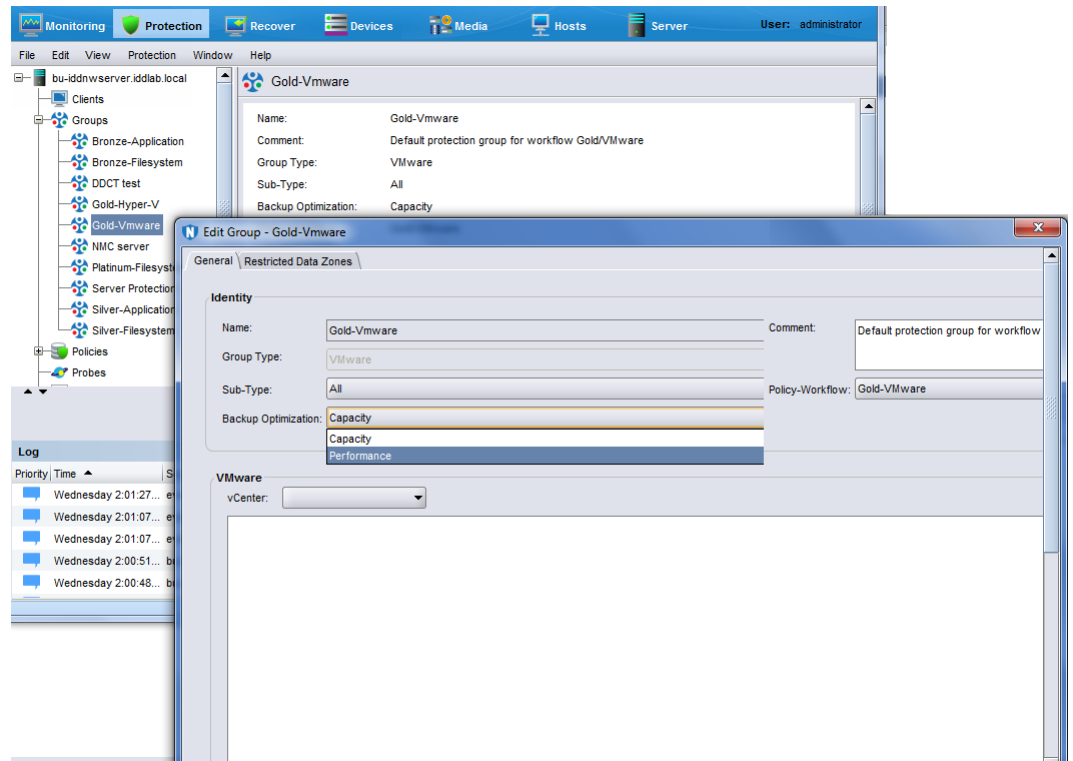 Monitoring Protection Recover Devices Media Hosts Server User: administrator
File Edit View Protection Window Help
bu-iddnwserver.iddlab.local
Clients
Groups
Bronze-Application
Bronze-Filesystem
DDCT test
Gold-Hyper-V
Gold-Vmware
NMC server
Platinum-Filesyste
Server Protection
Silver-Application
Silver-Filesystem
Policies
Probes
Gold-Vmware
Name: Gold-Vmware
Comment: Default protection group for workflow Gold/VMware
Group Type: VMware
Sub-Type: All
Backup Optimization: Capacity
Log
Priority Time S
Wednesday 2:01:27... e
Wednesday 2:01:07... e
Wednesday 2:01:07... e
Wednesday 2:00:51... b
Wednesday 2:00:48... b
Edit Group - Gold-Vmware
General Restricted Data Zones
Identity
Name: Gold-Vmware Comment: Default protection group for workflow
Group Type: VMware
Sub-Type: All Policy-Workflow: Gold-VMware
Backup Optimization: Capacity
Capacity
Performance
VMware
vCenter: